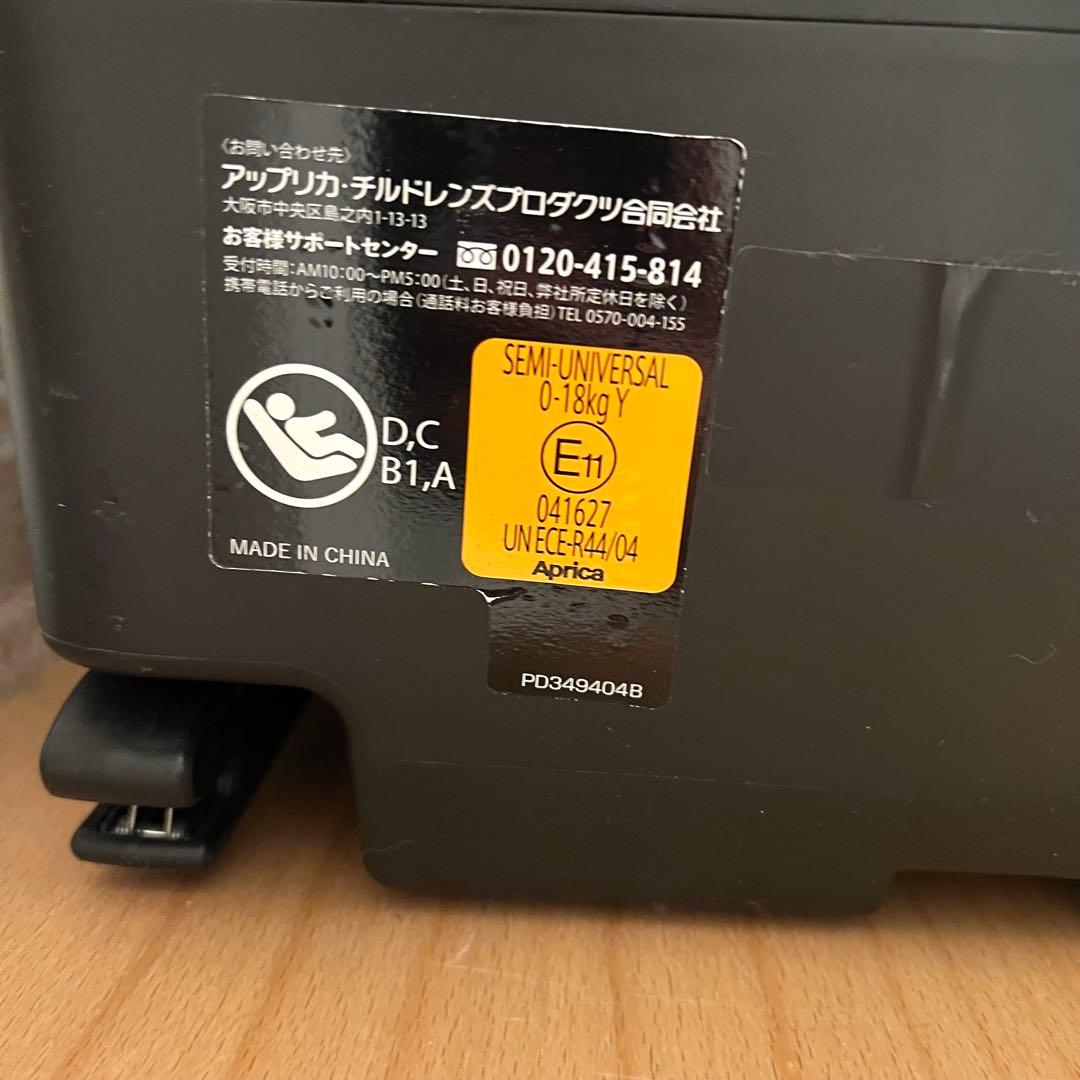 〈お問い合わせ先〉
アップリカ・チルドレンズプロダクツ合同会社
大阪市中央区島之内1-13-13
お客様サポートセンター 0120-415-814
受付時間:AM10:00〜PM5:00(土、日、祝日、弊社所定休日を除く)
携帯電話からご利用の場合(通話料お客様負担)TEL 0570-004-155
D,C
B1,A
MADE IN CHINA
SEMI-UNIVERSAL
0-18kg Y
E11
041627
UN ECE-R44/04
Aprica
PD349404B